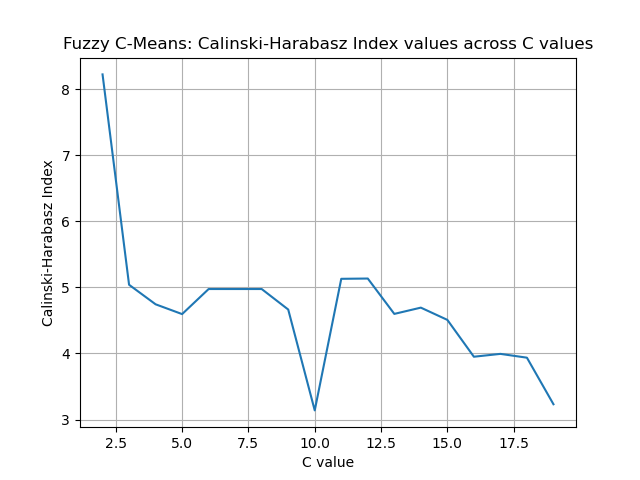 Fuzzy C-Means: Calinski-Harabasz Index values across C values
Calinski-Harabasz Index
8
7
6
5
4
3
2.5 5.0 7.5 10.0 12.5 15.0 17.5
C value